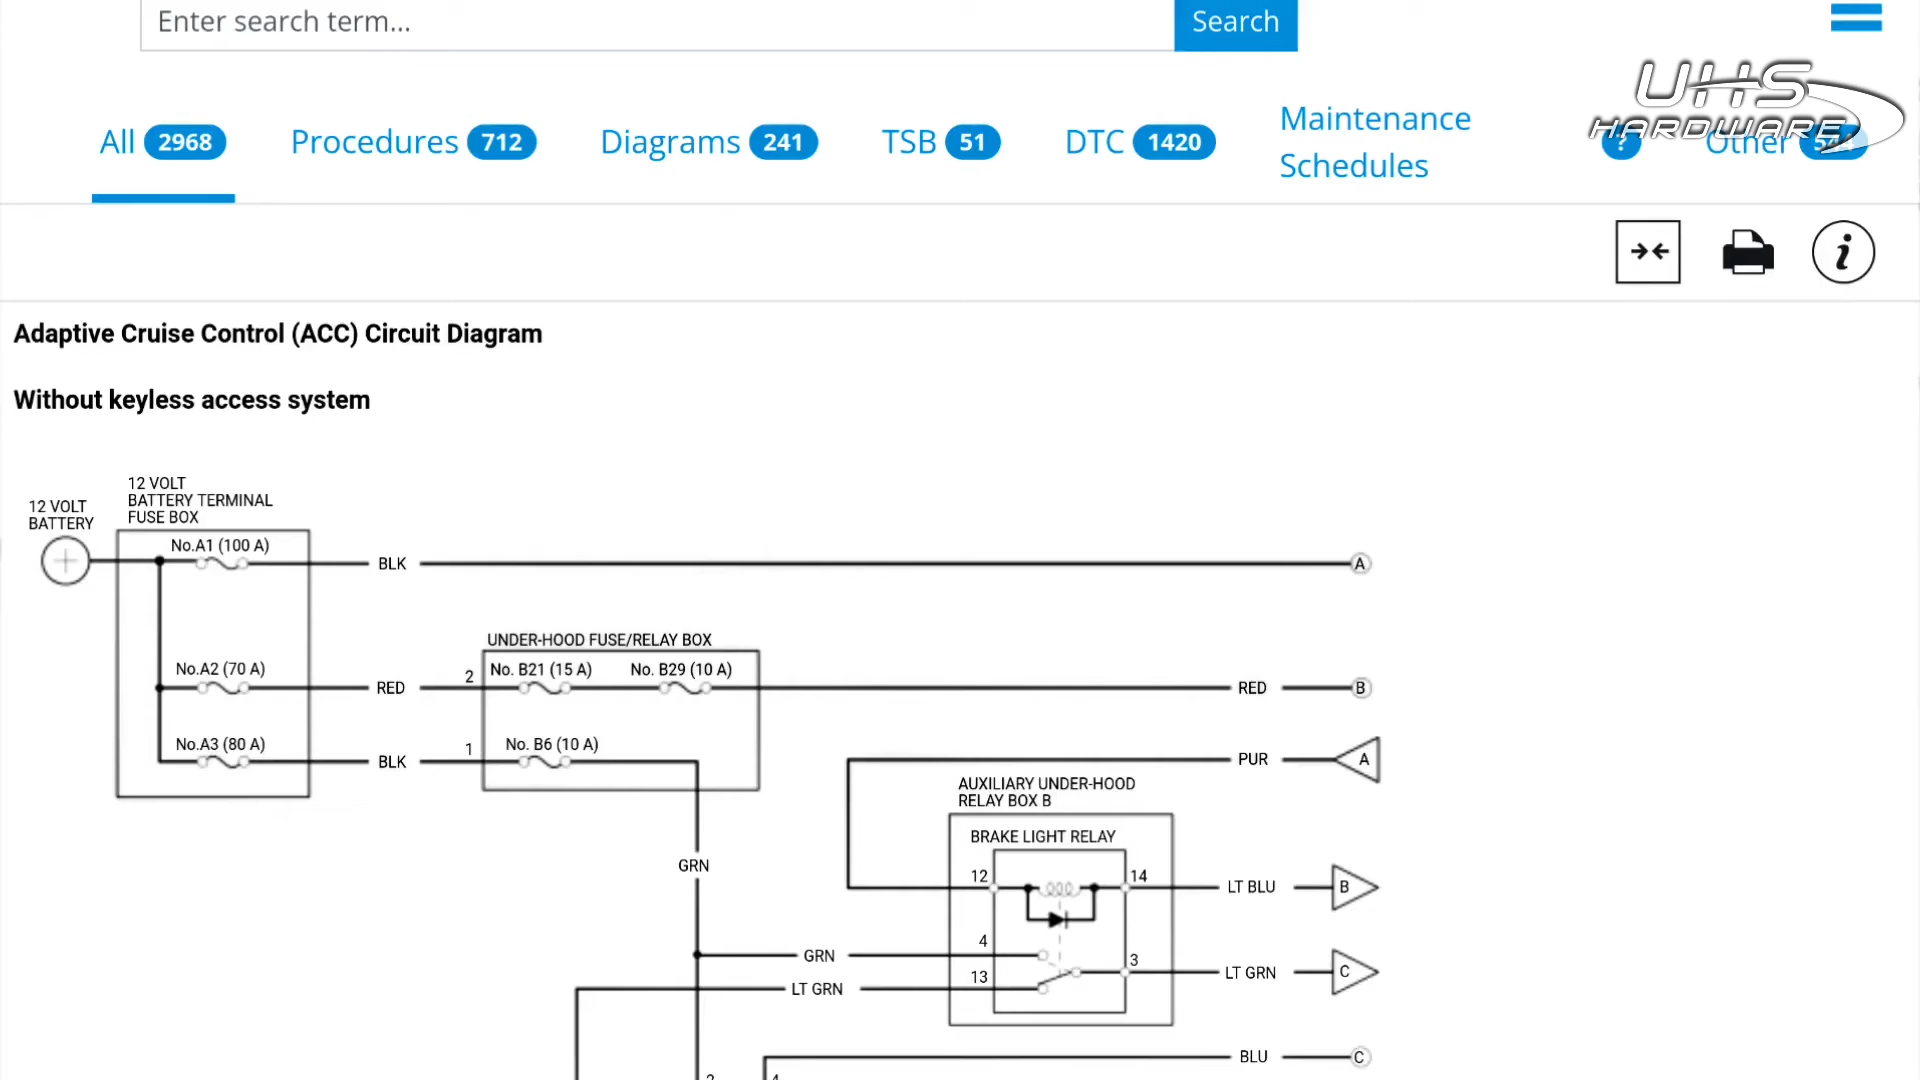 Enter search term...
Search
UHS
HARDWARE
All 2968
Procedures 712
Diagrams 241
TSB 51
DTC 1420
Maintenance
Schedules
?
Other
i
Adaptive Cruise Control (ACC) Circuit Diagram
Without keyless access system
12 VOLT
BATTERY
12 VOLT
BATTERY TERMINAL
FUSE BOX
No.A1 (100 A)
BLK
A
UNDER-HOOD FUSE/RELAY BOX
No.A2 (70 A)
RED
2
No. B21 (15 A)
No. B29 (10 A)
RED
B
No.A3 (80 A)
BLK
1
No. B6 (10 A)
PUR
A
AUXILIARY UNDER-HOOD
RELAY BOX B
BRAKE LIGHT RELAY
GRN
12
14
LT BLU
B
4
GRN
3
LT GRN
C
13
LT GRN
BLU
C
2
4